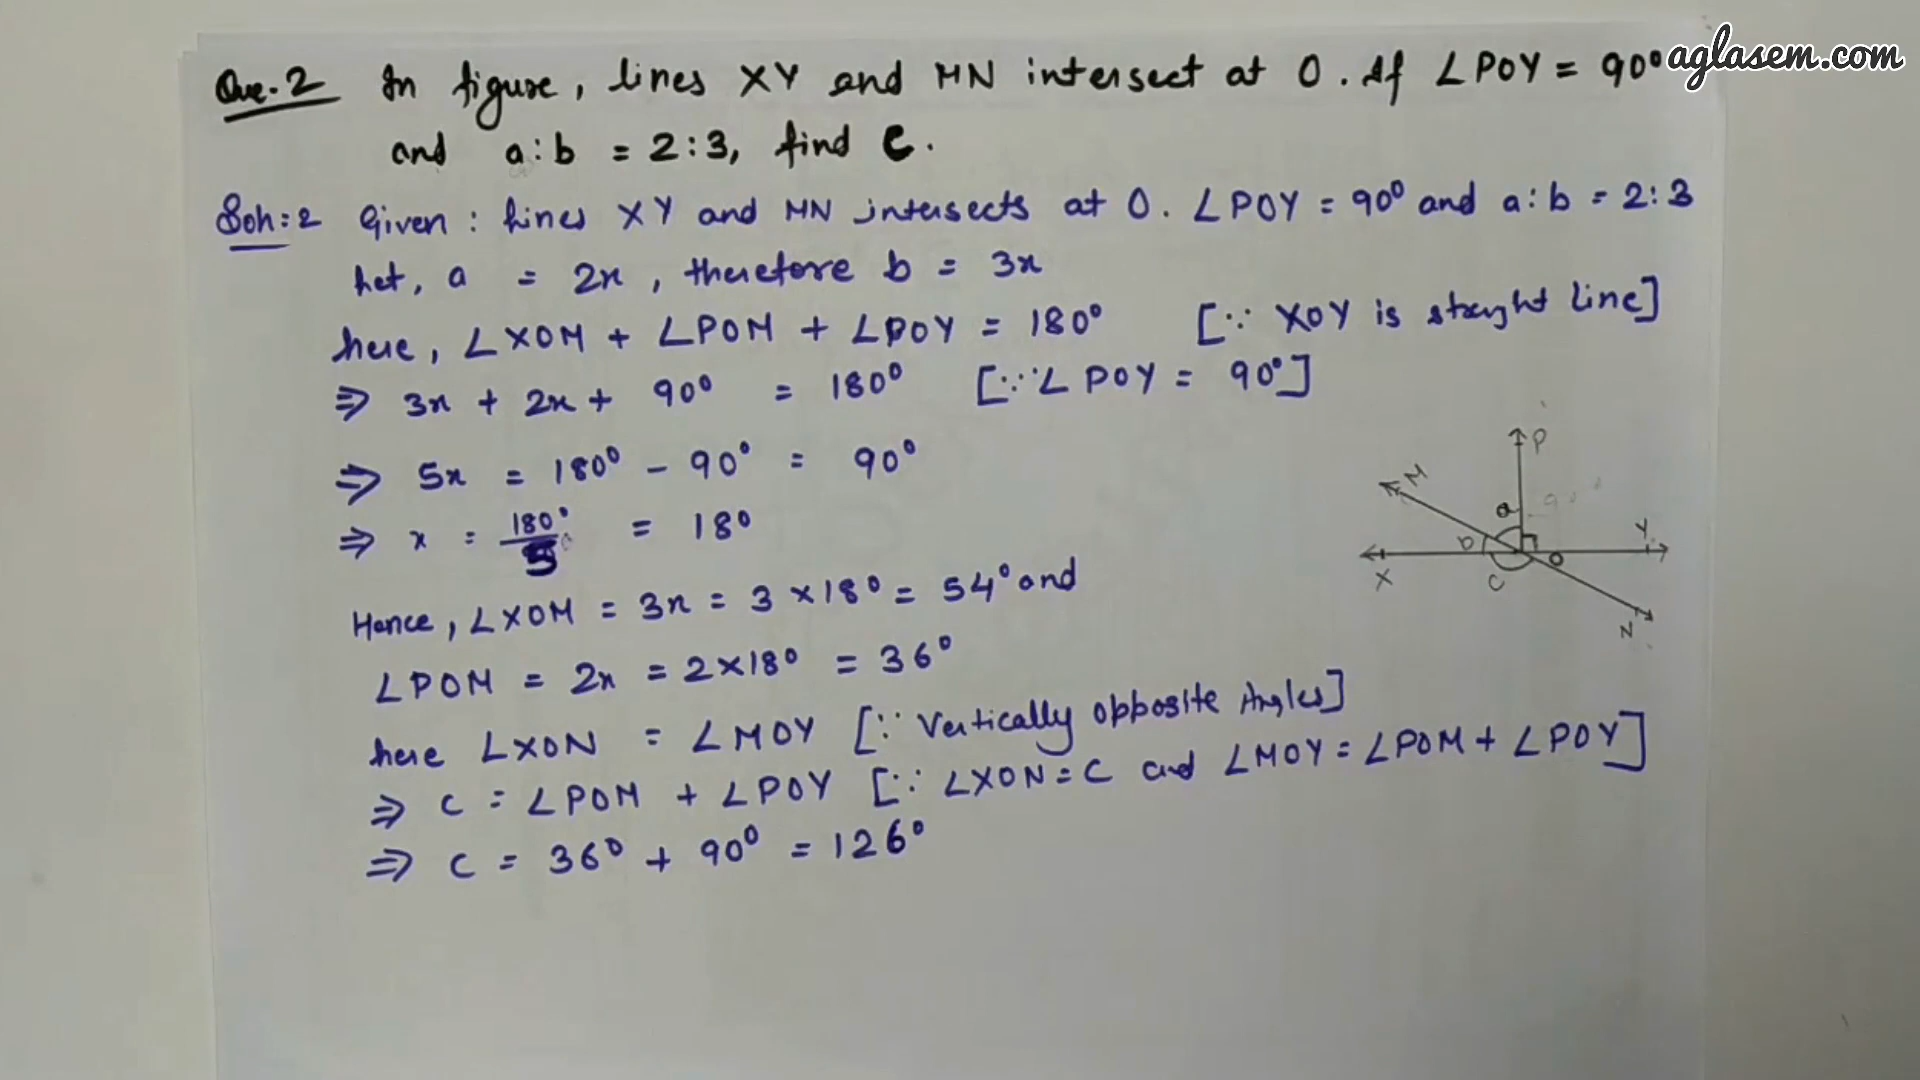 aglasem.com
Que.2 In figure, lines XY and MN intersect at O. If ∠POY = 90°
and a:b = 2:3, find C.
Soln:2 Given: Lines XY and MN intersects at O. ∠POY = 90° and a:b = 2:3
Let, a = 2x, therefore b = 3x
here, ∠XOM + ∠POM + ∠POY = 180° [∵ XOY is straight line]
⇒ 3x + 2x + 90° = 180° [∵ ∠POY = 90°]
⇒ 5x = 180° - 90° = 90°
⇒ x = 180°/5 = 18°
Hence, ∠XOM = 3x = 3 × 18° = 54° and
∠POM = 2x = 2×18° = 36°
here ∠XON = ∠MOY [∵ Vertically opposite Angles]
⇒ C = ∠POM + ∠POY [∵ ∠XON = C and ∠MOY = ∠POM + ∠POY]
⇒ C = 36° + 90° = 126°
P
M
a
Y
b
O
X
C
N